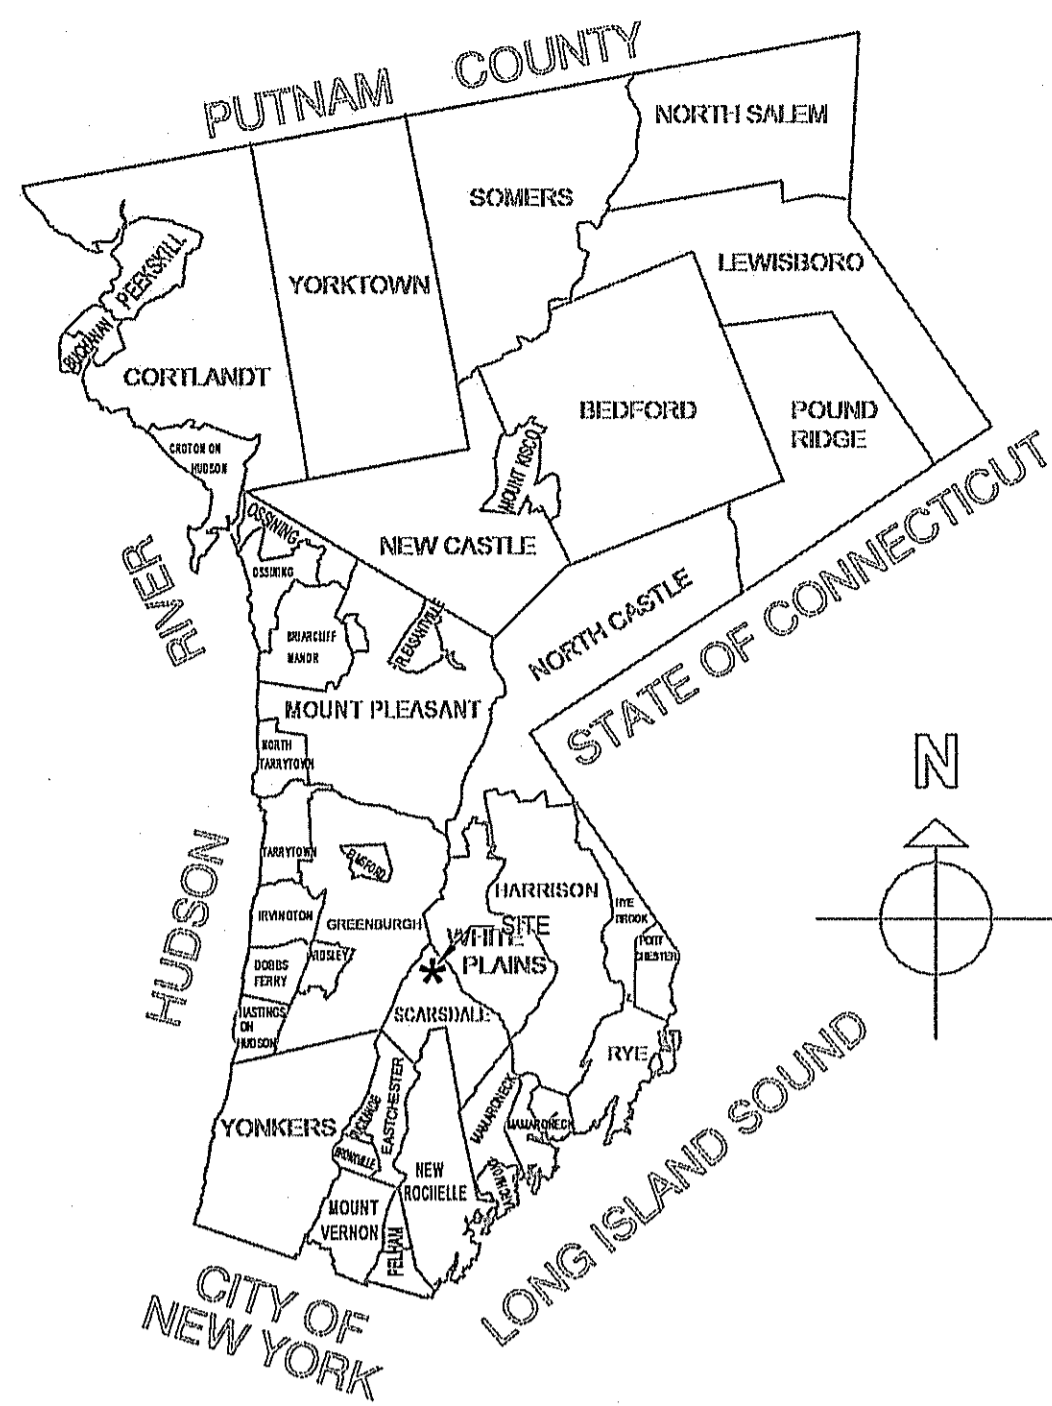 PUTNAM COUNTY
NORTH SALEM
SOMERS
PEEKSKILL
YORKTOWN
LEWISBORO
BUCHANAN
CORTLANDT
BEDFORD
POUND
RIDGE
CROTON ON
HUDSON
MOUNT KISCO
OSSINING
NEW CASTLE
OSSINING
NORTH CASTLE
STATE OF CONNECTICUT
RIVER
BRIARCLIFF
MANOR
PLEASANTVILLE
MOUNT PLEASANT
NORTH
TARRYTOWN
N
HUDSON
TARRYTOWN
ELMSFORD
HARRISON
IRVINGTON
GREENBURGH
SITE
WHITE
PLAINS
*
RYE
BROOK
PORT
CHESTER
ARDSLEY
DOBBS
FERRY
HASTINGS
ON
HUDSON
SCARSDALE
RYE
YONKERS
TUCKAHOE
EASTCHESTER
BRONXVILLE
MAMARONECK
MAMARONECK
NEW
ROCHELLE
LARCHMONT
MOUNT
VERNON
PELHAM
LONG ISLAND SOUND
CITY OF
NEW YORK